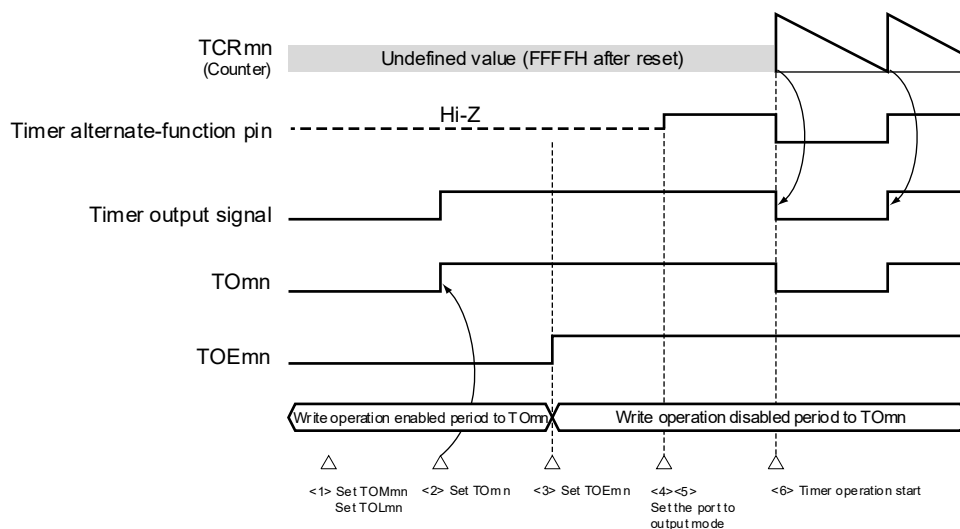 TCRmn
(Counter)
Undefined value (FFFFH after reset)
Hi-Z
Timer alternate-function pin
Timer output signal
TOmn
TOEmn
Write operation enabled period to TOmn
Write operation disabled period to TOmn
<1> Set TOMmn
Set TOLmn
<2> Set TOmn
<3> Set TOEmn
<4><5>
Set the port to
output mode
<6> Timer operation start